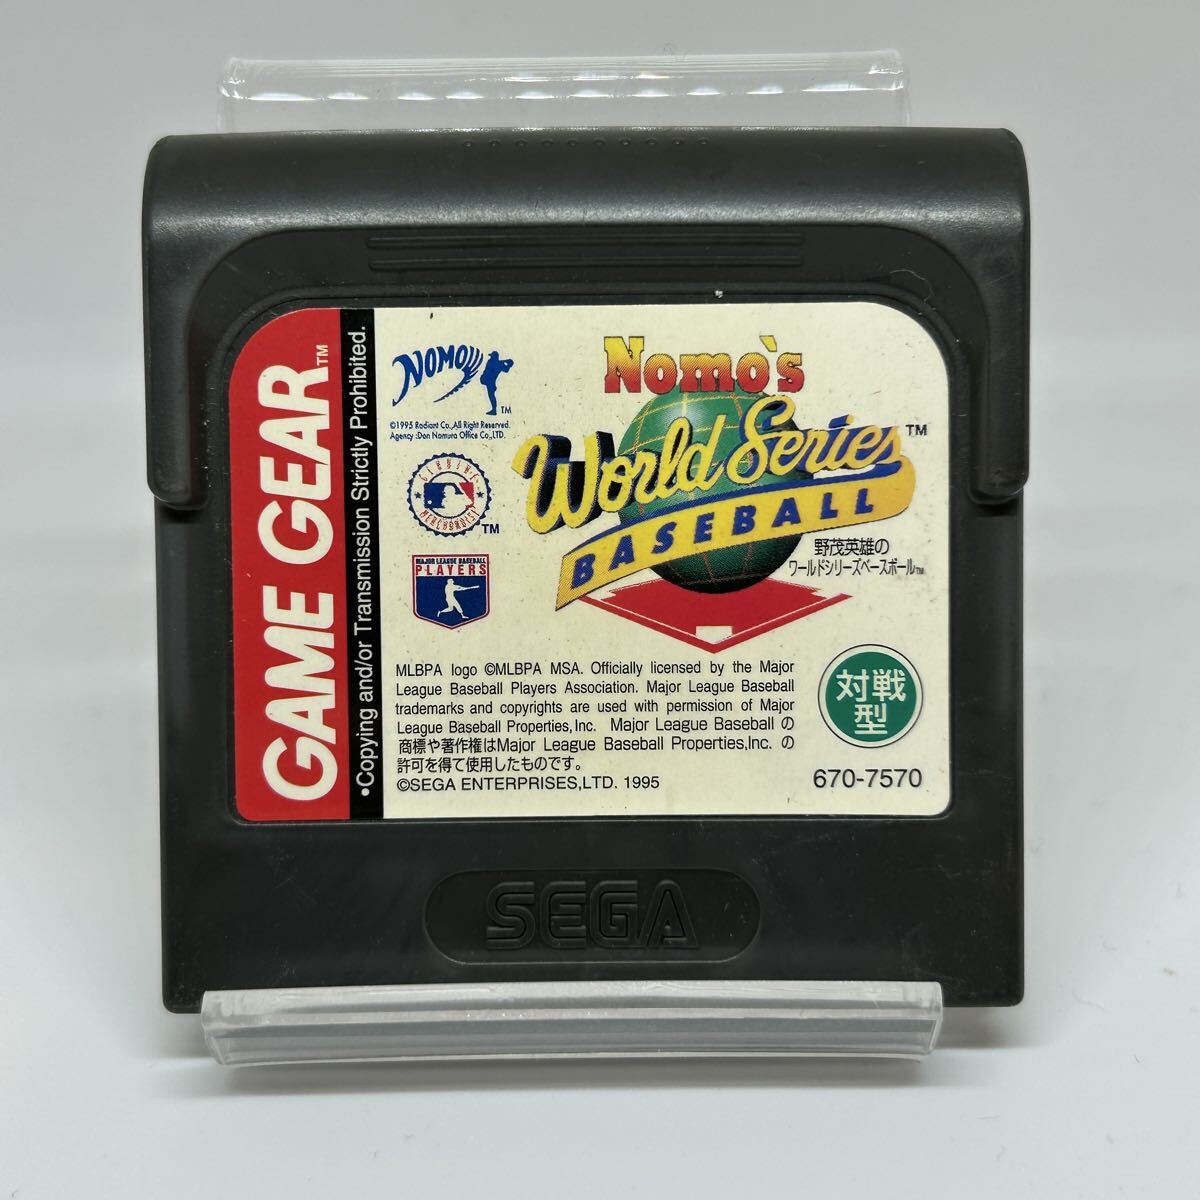 GAME GEAR™
•Copying and/or Transmission Strictly Prohibited.
NOMO
TM
©1995 Radiant Co.,All Right Reserved.
Agency :Don Nomura Office Co.,LTD.
GENUINE
MERCHANDISE
TM
MAJOR LEAGUE BASEBALL
PLAYERS
Nomo's
World Series™
BASEBALL
野茂英雄の
ワールドシリーズベースボール™
MLBPA logo ©MLBPA MSA. Officially licensed by the Major
League Baseball Players Association. Major League Baseball
trademarks and copyrights are used with permission of Major
League Baseball Properties,Inc. Major League Baseball の
商標や著作権はMajor League Baseball Properties,Inc. の
許可を得て使用したものです。
©SEGA ENTERPRISES,LTD. 1995
対戦
型
670-7570
SEGA